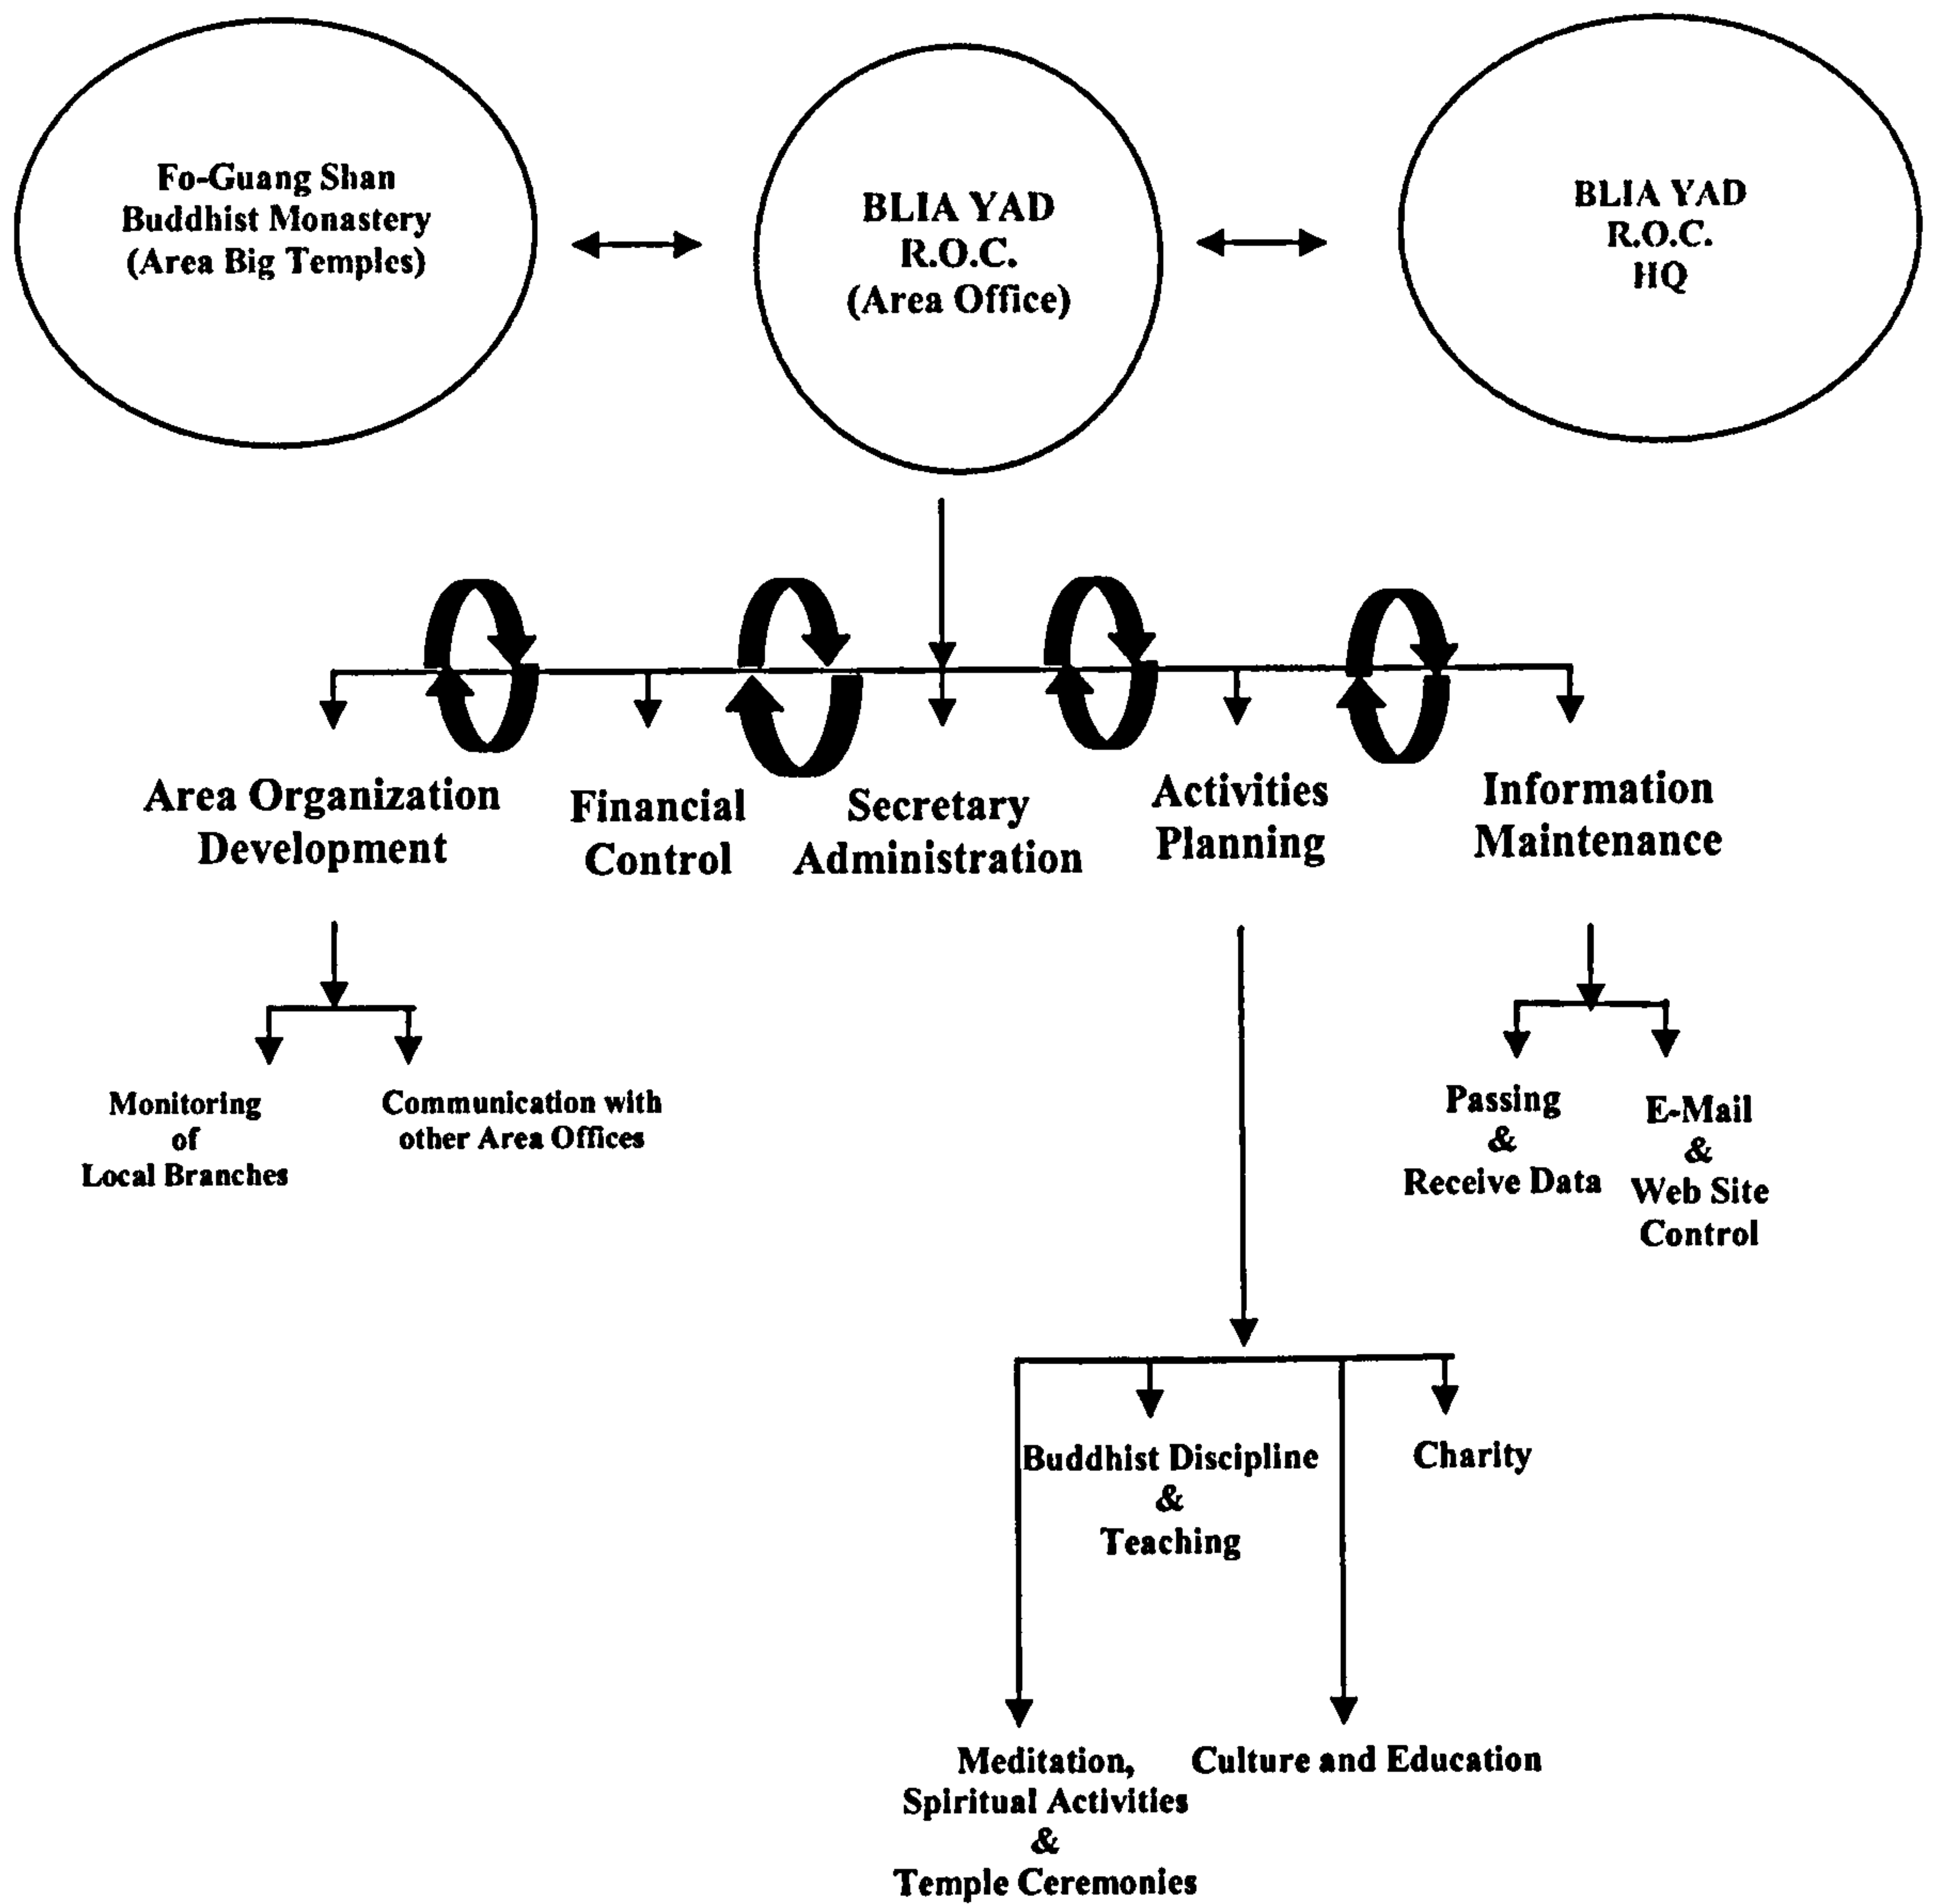 Fo-Guang Shan
Buddhist Monastery
(Area Big Temples)
BLIA YAD
R.O.C.
(Area Office)
BLIA YAD
R.O.C.
HQ
Area Organization
Development
Financial
Control
Secretary
Administration
Activities
Planning
Information
Maintenance
Monitoring
of
Local Branches
Communication with
other Area Offices
Passing
&
Receive Data
E-Mail
&
Web Site
Control
Buddhist Discipline
&
Teaching
Charity
Meditation,
Spiritual Activities
&
Temple Ceremonies
Culture and Education